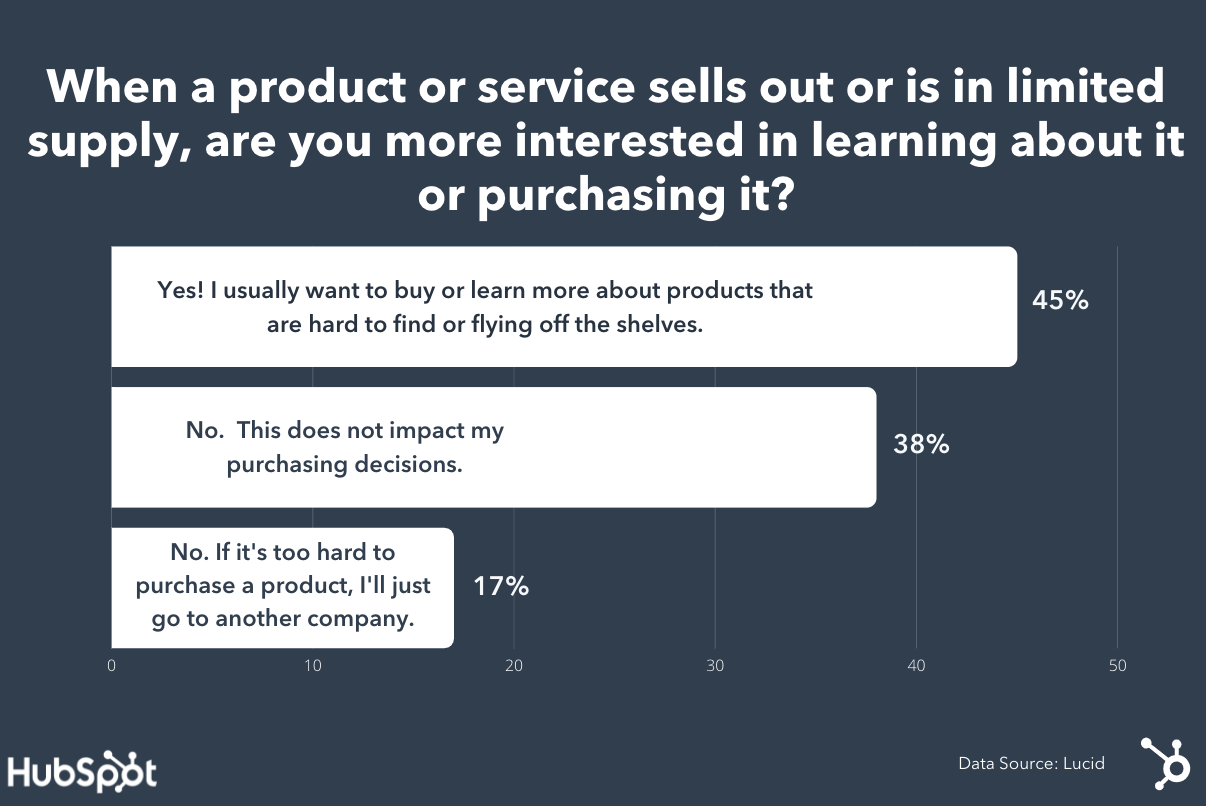 When a product or service sells out or is in limited
supply, are you more interested in learning about it
or purchasing it?
Yes! I usually want to buy or learn more about products that
are hard to find or flying off the shelves.
45%
No.  This does not impact my
purchasing decisions.
38%
No. If it's too hard to
purchase a product, I'll just
go to another company.
17%
0 10 20 30 40 50
HubSpot
Data Source: Lucid